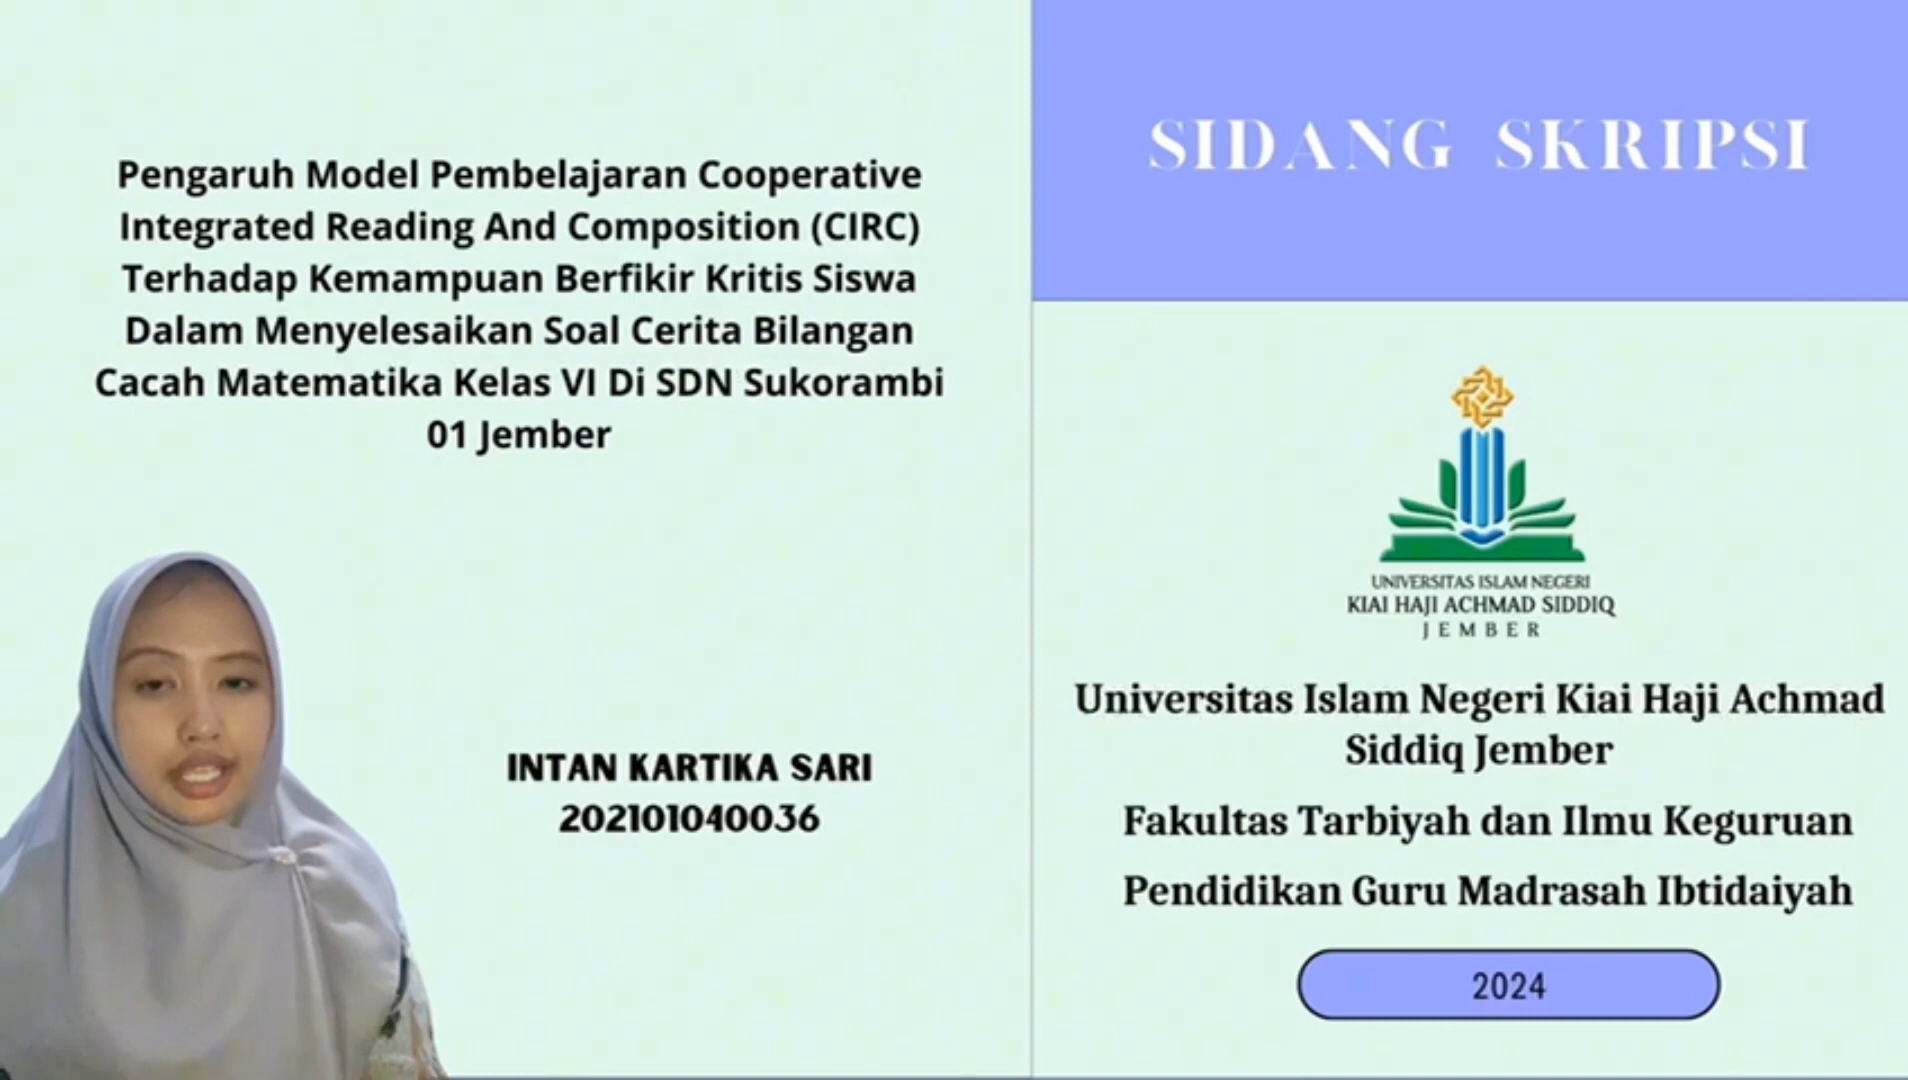 Pengaruh Model Pembelajaran Cooperative
Integrated Reading And Composition (CIRC)
Terhadap Kemampuan Berfikir Kritis Siswa
Dalam Menyelesaikan Soal Cerita Bilangan
Cacah Matematika Kelas VI Di SDN Sukorambi
01 Jember
INTAN KARTIKA SARI
202101040036
SIDANG SKRIPSI
UNIVERSITAS ISLAM NEGERI
KIAI HAJI ACHMAD SIDDIQ
JEMBER
Universitas Islam Negeri Kiai Haji Achmad
Siddiq Jember
Fakultas Tarbiyah dan Ilmu Keguruan
Pendidikan Guru Madrasah Ibtidaiyah
2024